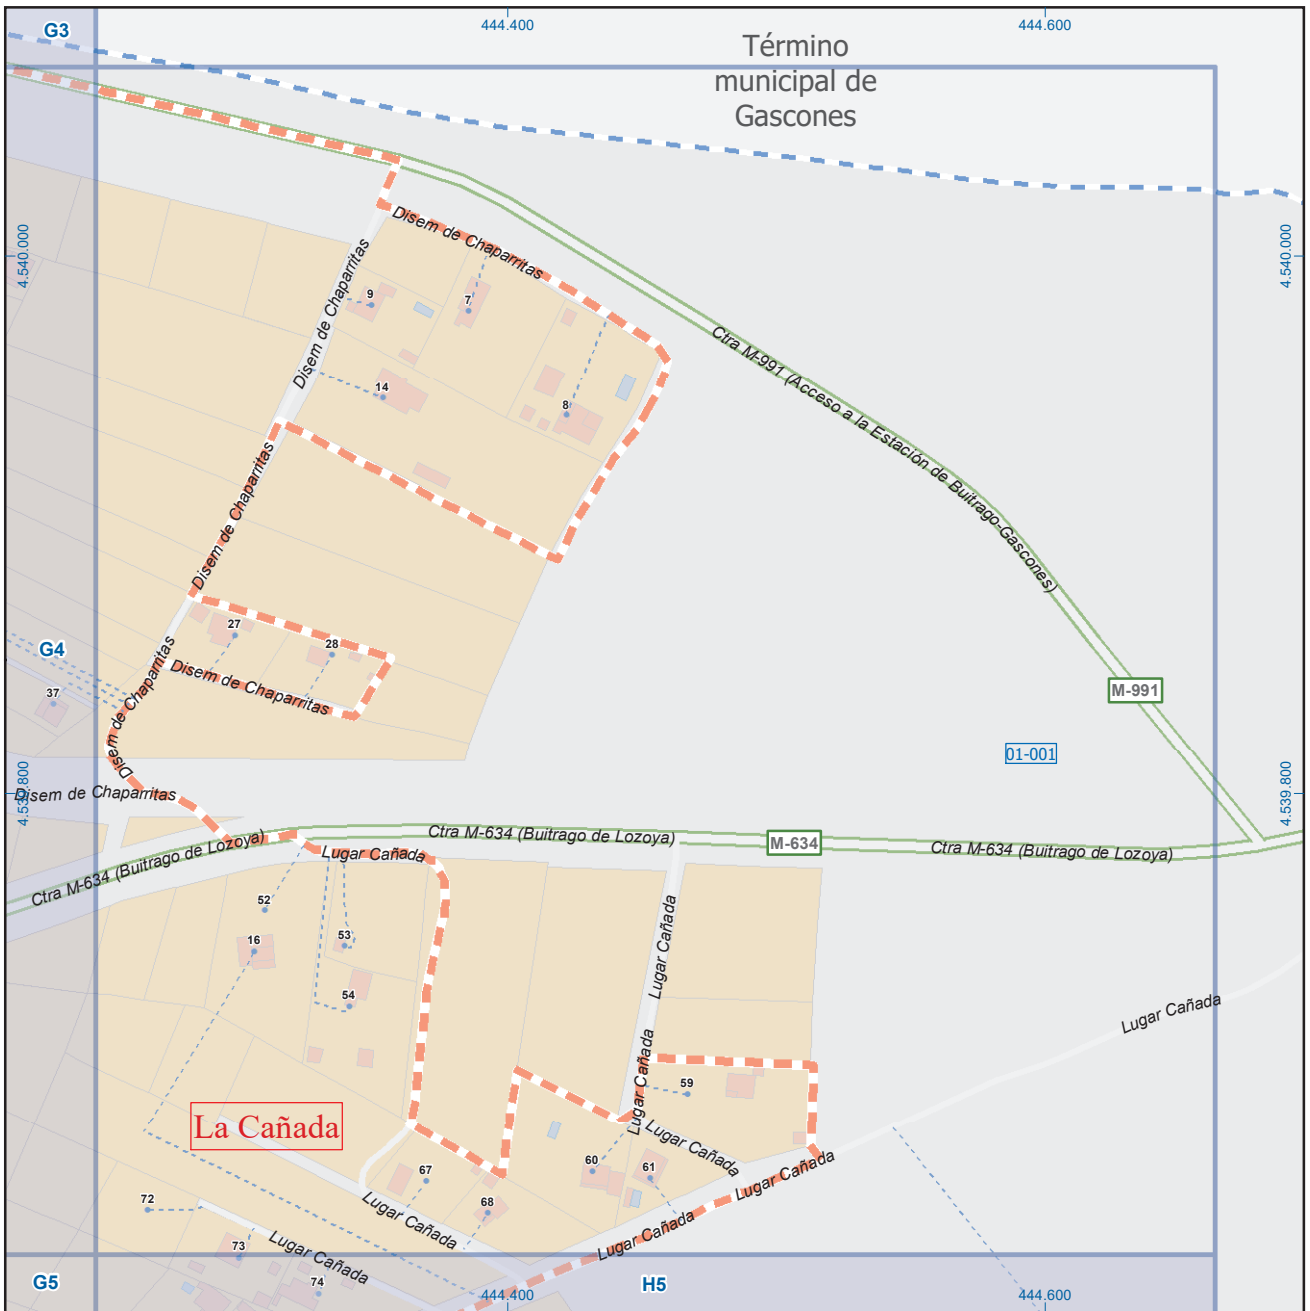 G3
444.400
444.600
Término
municipal de
Gascones
4.540.000
4.540.000
Disem de Chaparritas
Disem de Chaparritas
9
7
14
8
Ctra M-991 (Acceso a la Estación de Buitrago-Gascones)
Disem de Chaparritas
27
28
G4
Disem de Chaparritas
Disem de Chaparritas
37
M-991
01-001
Disem
4.539.800
4.539.800
Disem de Chaparritas
Ctra M-634 (Buitrago de Lozoya)
M-634
Ctra M-634 (Buitrago de Lozoya)
Ctra M-634 (Buitrago de Lozoya)
Lugar Cañada
52
16
53
54
Lugar Cañada
Lugar Cañada
Lugar Cañada
59
La Cañada
Lugar Cañada
60
61
67
68
Lugar Cañada
Lugar Cañada
Lugar Cañada
72
73
74
Lugar Cañada
G5
444.400
H5
444.600